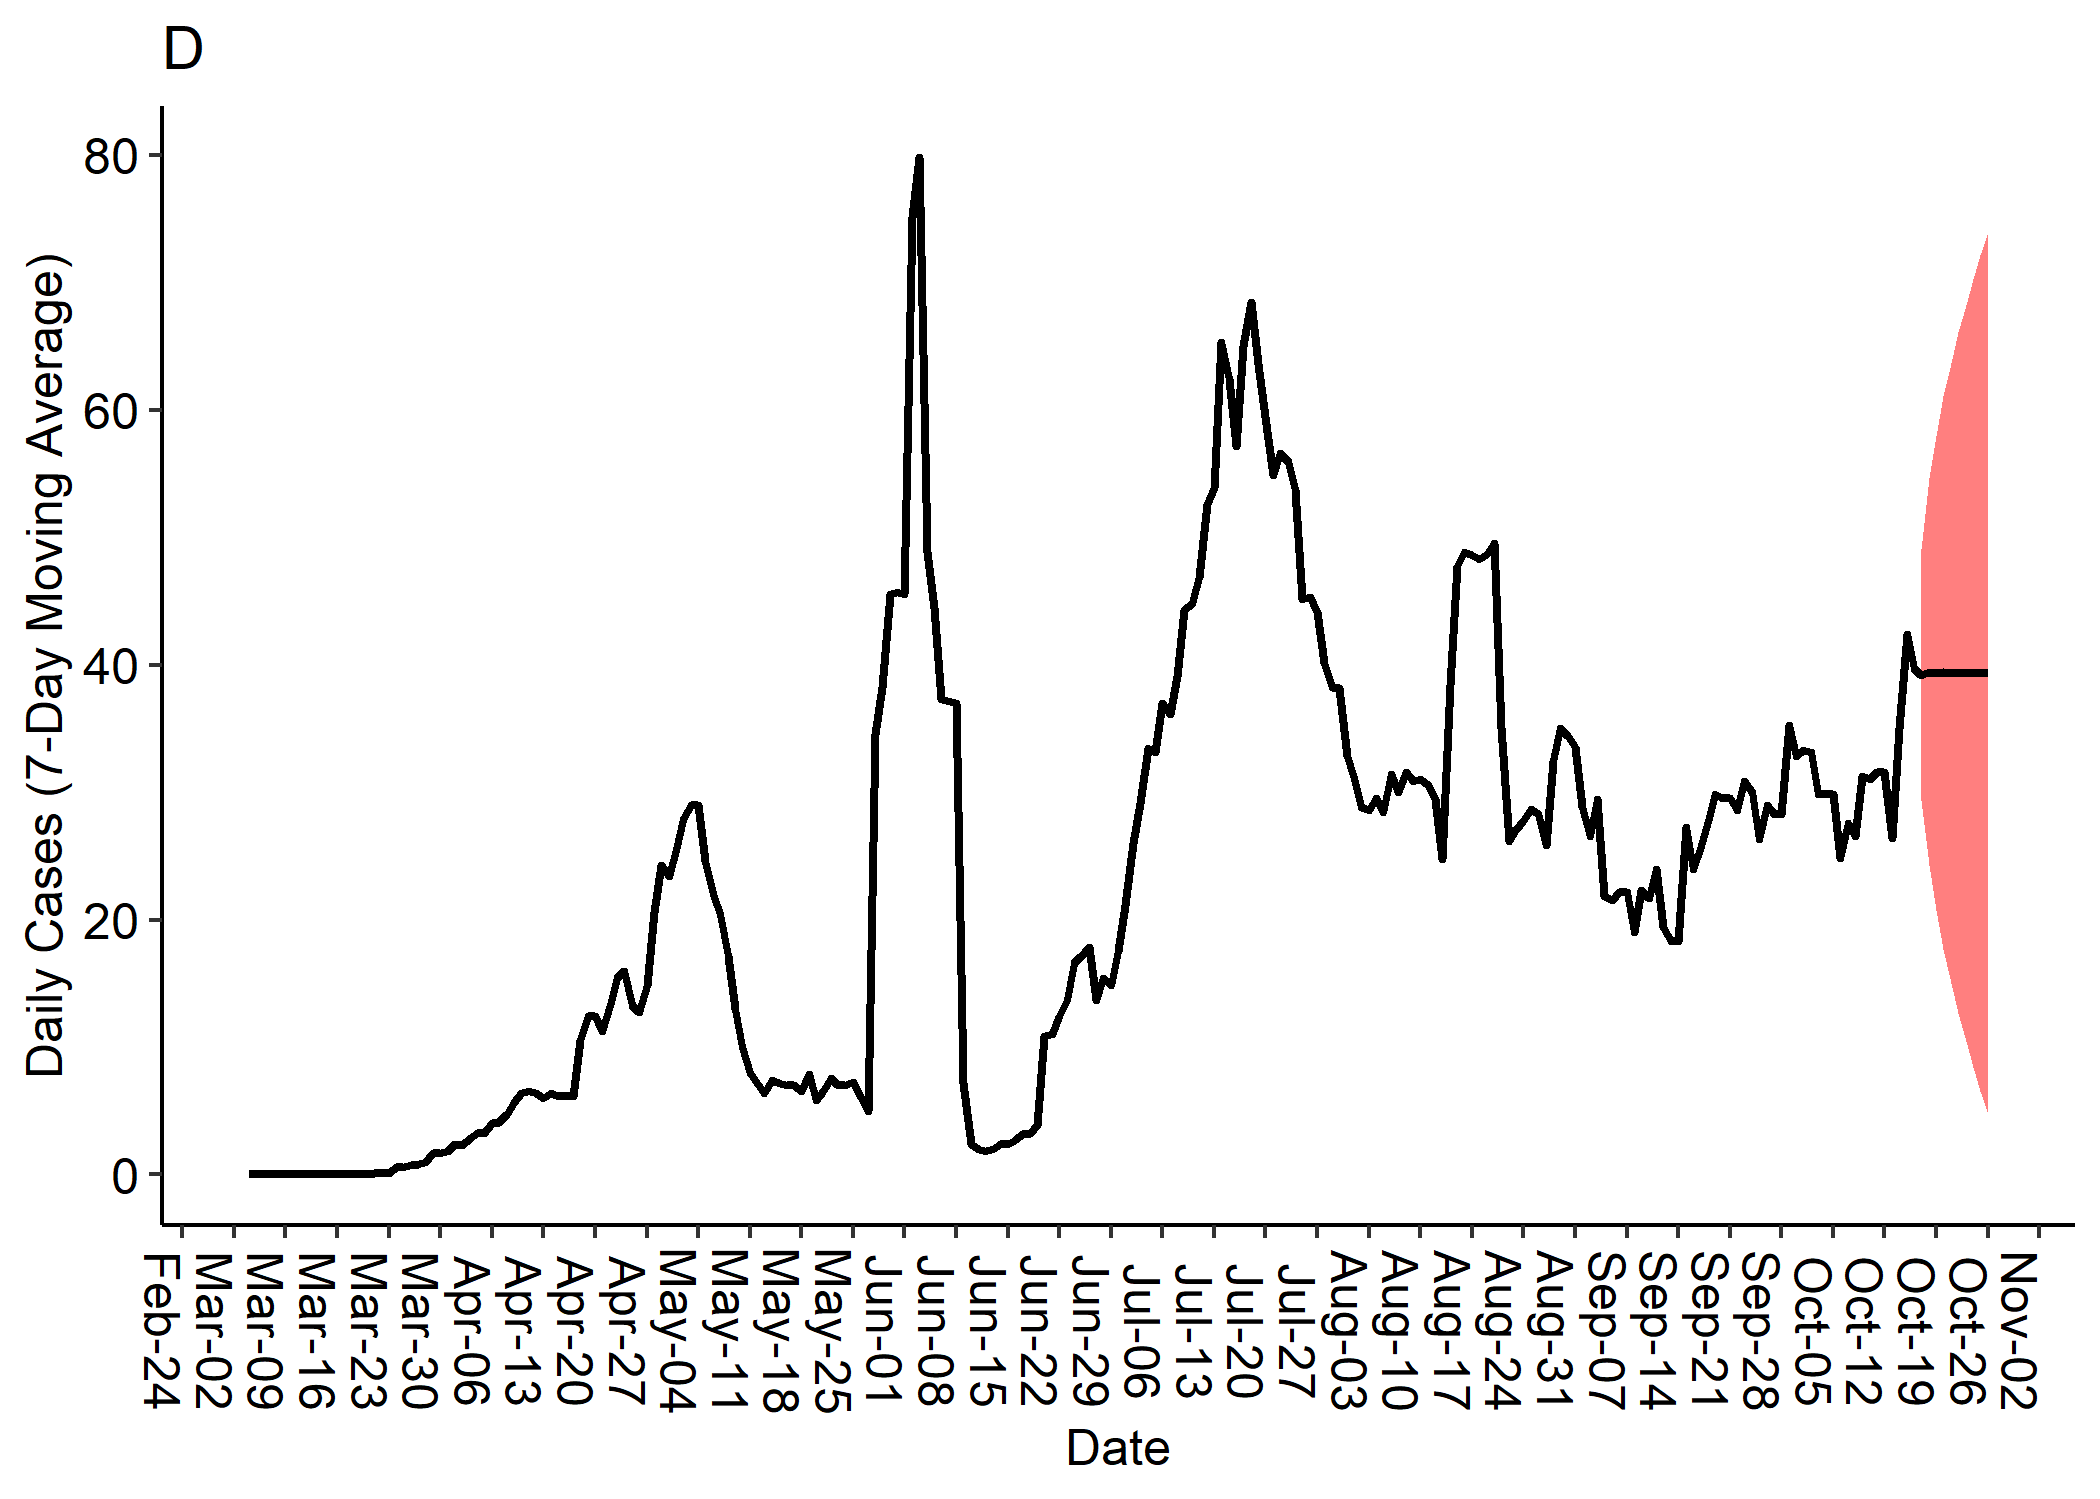 D
Daily Cases (7-Day Moving Average)
80
60
40
20
0
Feb-24
Mar-02
Mar-09
Mar-16
Mar-23
Mar-30
Apr-06
Apr-13
Apr-20
Apr-27
May-04
May-11
May-18
May-25
Jun-01
Jun-08
Jun-15
Jun-22
Jun-29
Jul-06
Jul-13
Jul-20
Jul-27
Aug-03
Aug-10
Aug-17
Aug-24
Aug-31
Sep-07
Sep-14
Sep-21
Sep-28
Oct-05
Oct-12
Oct-19
Oct-26
Nov-02
Date